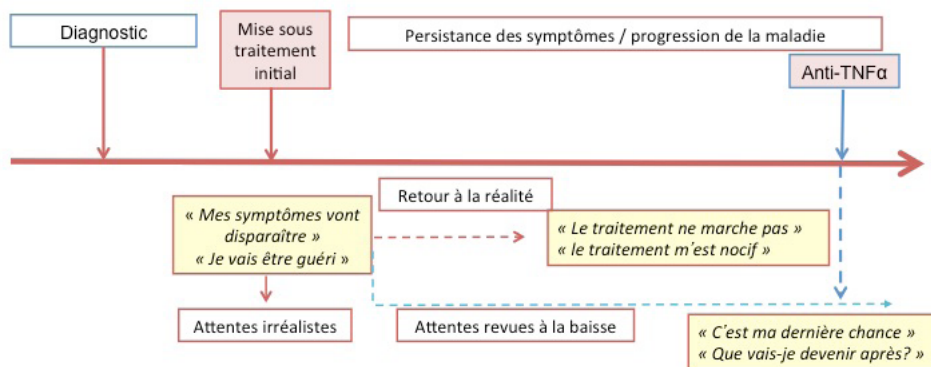 Diagnostic
Mise sous
traitement
initial
Persistance des symptômes / progression de la maladie
Anti-TNFα
Retour à la réalité
« Mes symptômes vont
disparaître »
« Je vais être guéri »
« Le traitement ne marche pas »
« le traitement m'est nocif »
Attentes irréalistes
Attentes revues à la baisse
« C'est ma dernière chance »
« Que vais-je devenir après? »